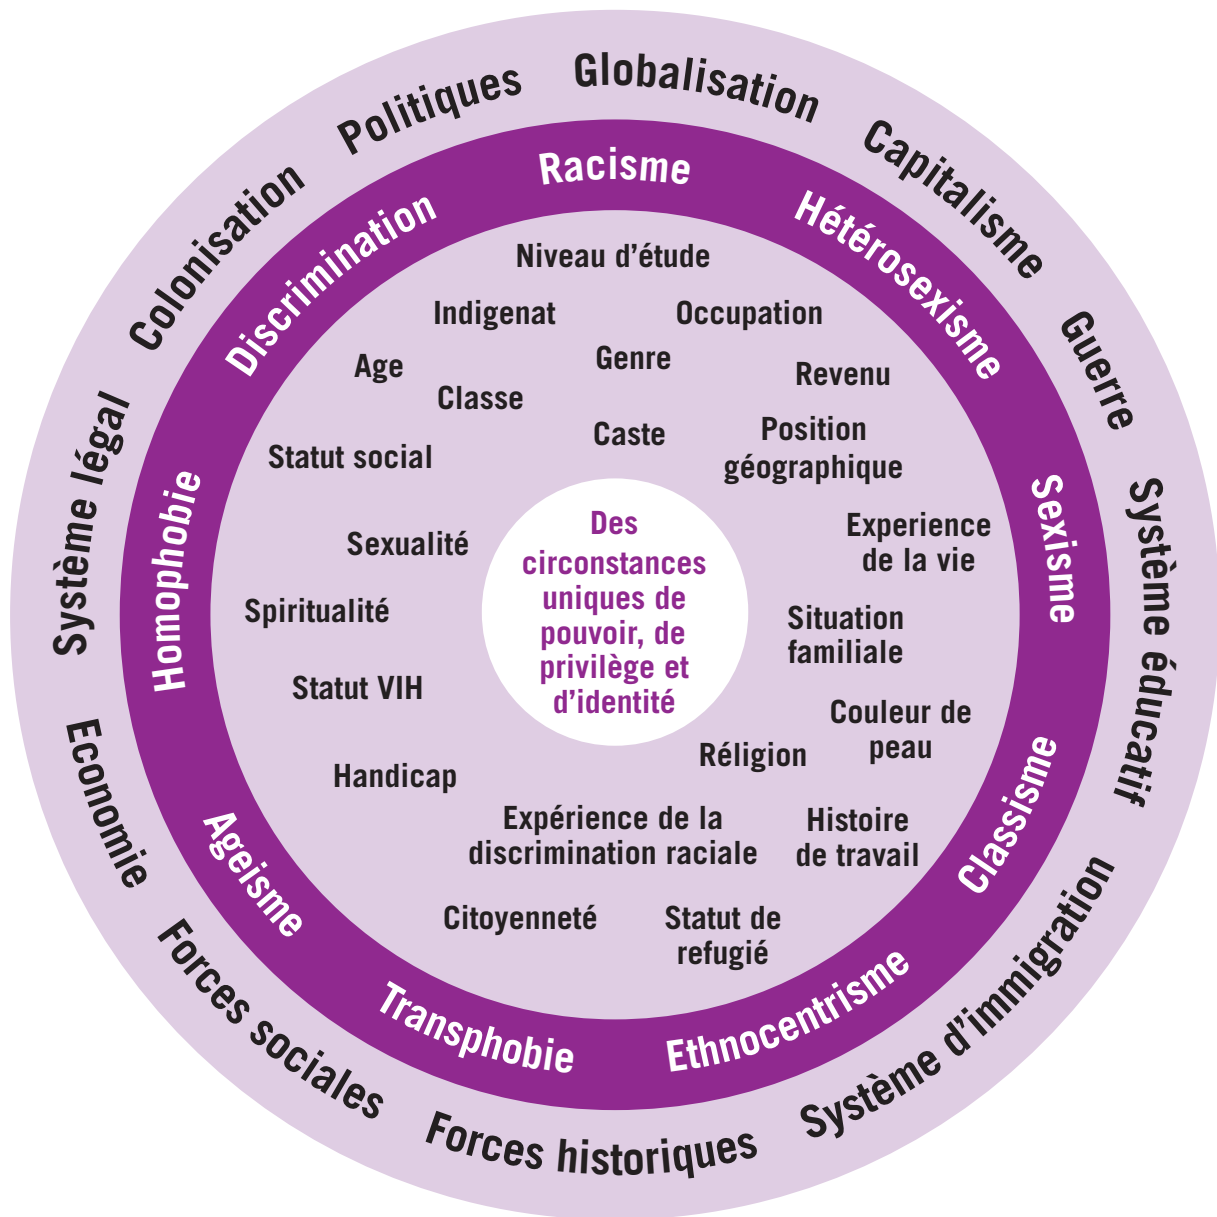 Globalisation
Capitalisme
Guerre
Système éducatif
Système d'immigration
Forces historiques
Forces sociales
Economie
Système légal
Colonisation
Politiques
Racisme
Hétérosexisme
Sexisme
Classisme
Ethnocentrisme
Transphobie
Ageisme
Homophobie
Discrimination
Niveau d'étude
Indigenat
Occupation
Age
Genre
Revenu
Classe
Caste
Position
géographique
Statut social
Sexualité
Experience
de la vie
Spiritualité
Situation
familiale
Statut VIH
Couleur de
peau
Réligion
Handicap
Expérience de la
discrimination raciale
Histoire
de travail
Citoyenneté
Statut de
refugié
Des
circonstances
uniques de
pouvoir, de
privilège et
d'identité